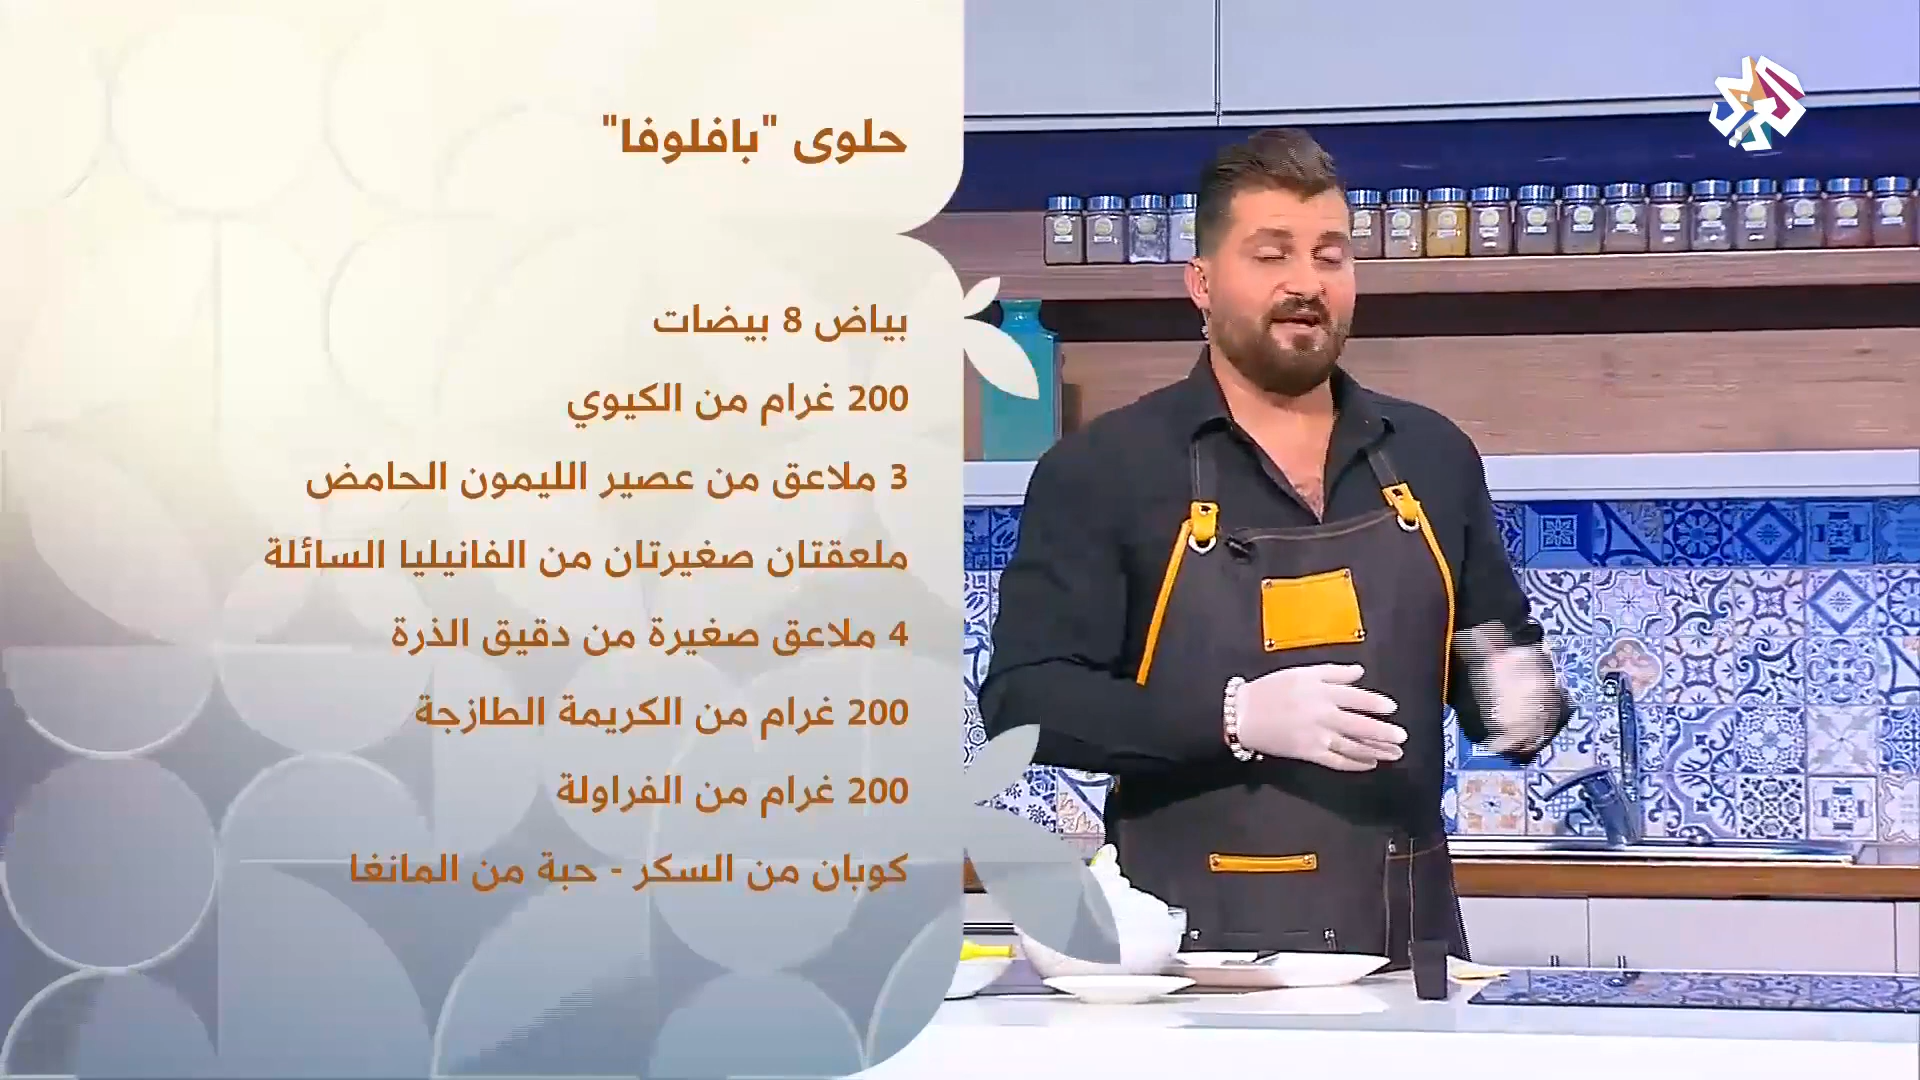 حلوى "بافلوفا"
بياض 8 بيضات
200 غرام من الكيوي
3 ملاعق من عصير الليمون الحامض
ملعقتان صغيرتان من الفانيليا السائلة
4 ملاعق صغيرة من دقيق الذرة
200 غرام من الكريمة الطازجة
200 غرام من الفراولة
كوبان من السكر - حبة من المانغا